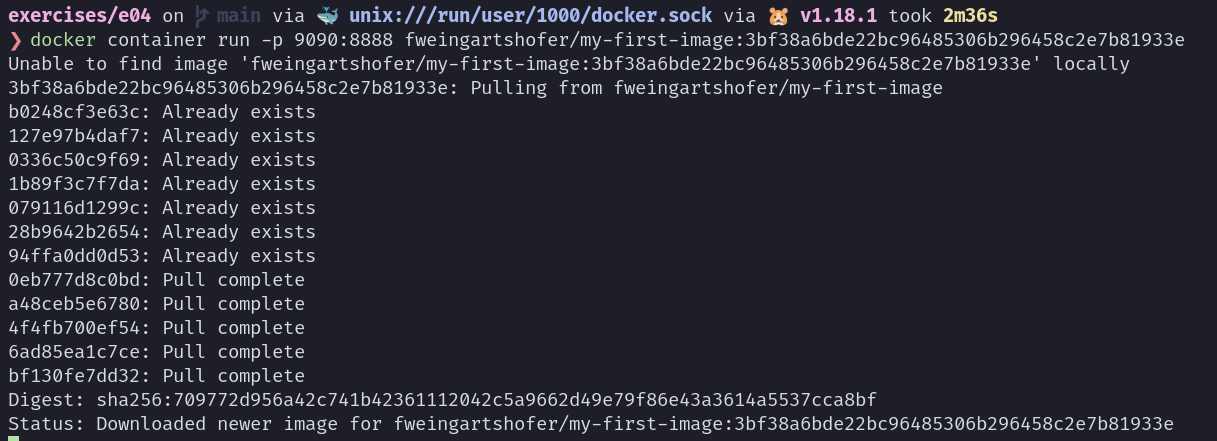 exercises/e04 on main via 🐳 unix:///run/user/1000/docker.sock via 🐹 v1.18.1 took 2m36s
❯ docker container run -p 9090:8888 fweingartshofer/my-first-image:3bf38a6bde22bc96485306b296458c2e7b81933e
Unable to find image 'fweingartshofer/my-first-image:3bf38a6bde22bc96485306b296458c2e7b81933e' locally
3bf38a6bde22bc96485306b296458c2e7b81933e: Pulling from fweingartshofer/my-first-image
b0248cf3e63c: Already exists
127e97b4daf7: Already exists
0336c50c9f69: Already exists
1b89f3c7f7da: Already exists
079116d1299c: Already exists
28b9642b2654: Already exists
94ffa0dd0d53: Already exists
0eb777d8c0bd: Pull complete
a48ceb5e6780: Pull complete
4f4fb700ef54: Pull complete
6ad85ea1c7ce: Pull complete
bf130fe7dd32: Pull complete
Digest: sha256:709772d956a42c741b42361112042c5a9662d49e79f86e43a3614a5537cca8bf
Status: Downloaded newer image for fweingartshofer/my-first-image:3bf38a6bde22bc96485306b296458c2e7b81933e